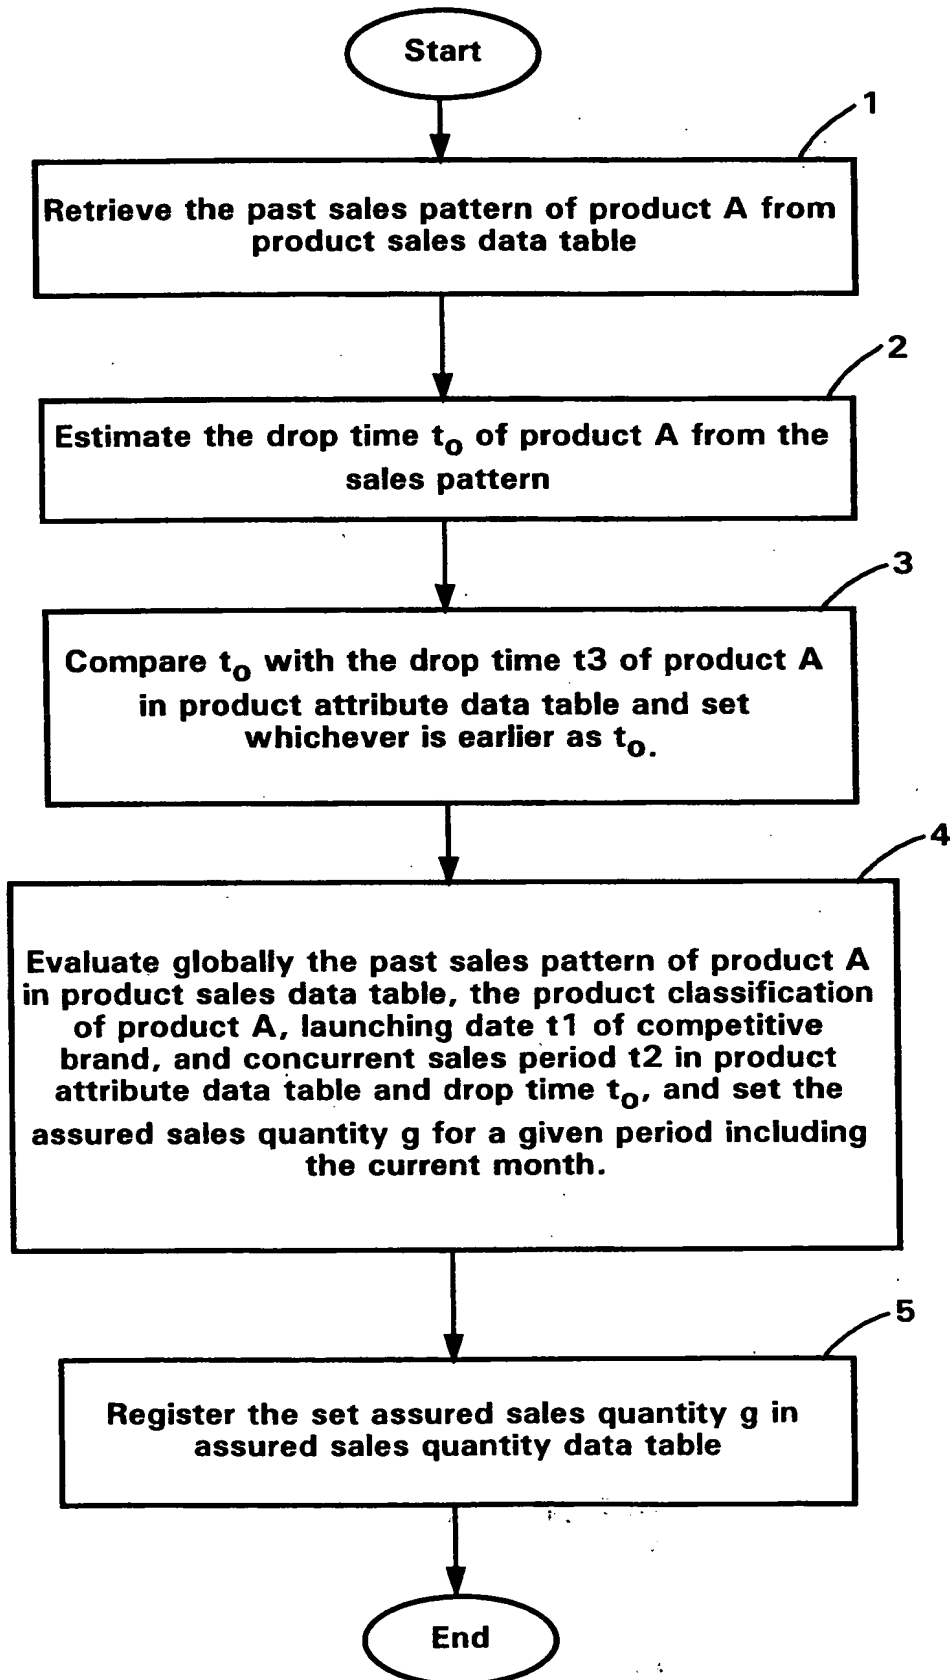 Start
1
Retrieve the past sales pattern of product A from
product sales data table
2
Estimate the drop time to of product A from the
sales pattern
3
Compare to with the drop time t3 of product A
in product attribute data table and set
whichever is earlier as to.
4
Evaluate globally the past sales pattern of product A
in product sales data table, the product classification
of product A, launching date t1 of competitive
brand, and concurrent sales period t2 in product
attribute data table and drop time to, and set the
assured sales quantity g for a given period including
the current month.
5
Register the set assured sales quantity g in
assured sales quantity data table
End